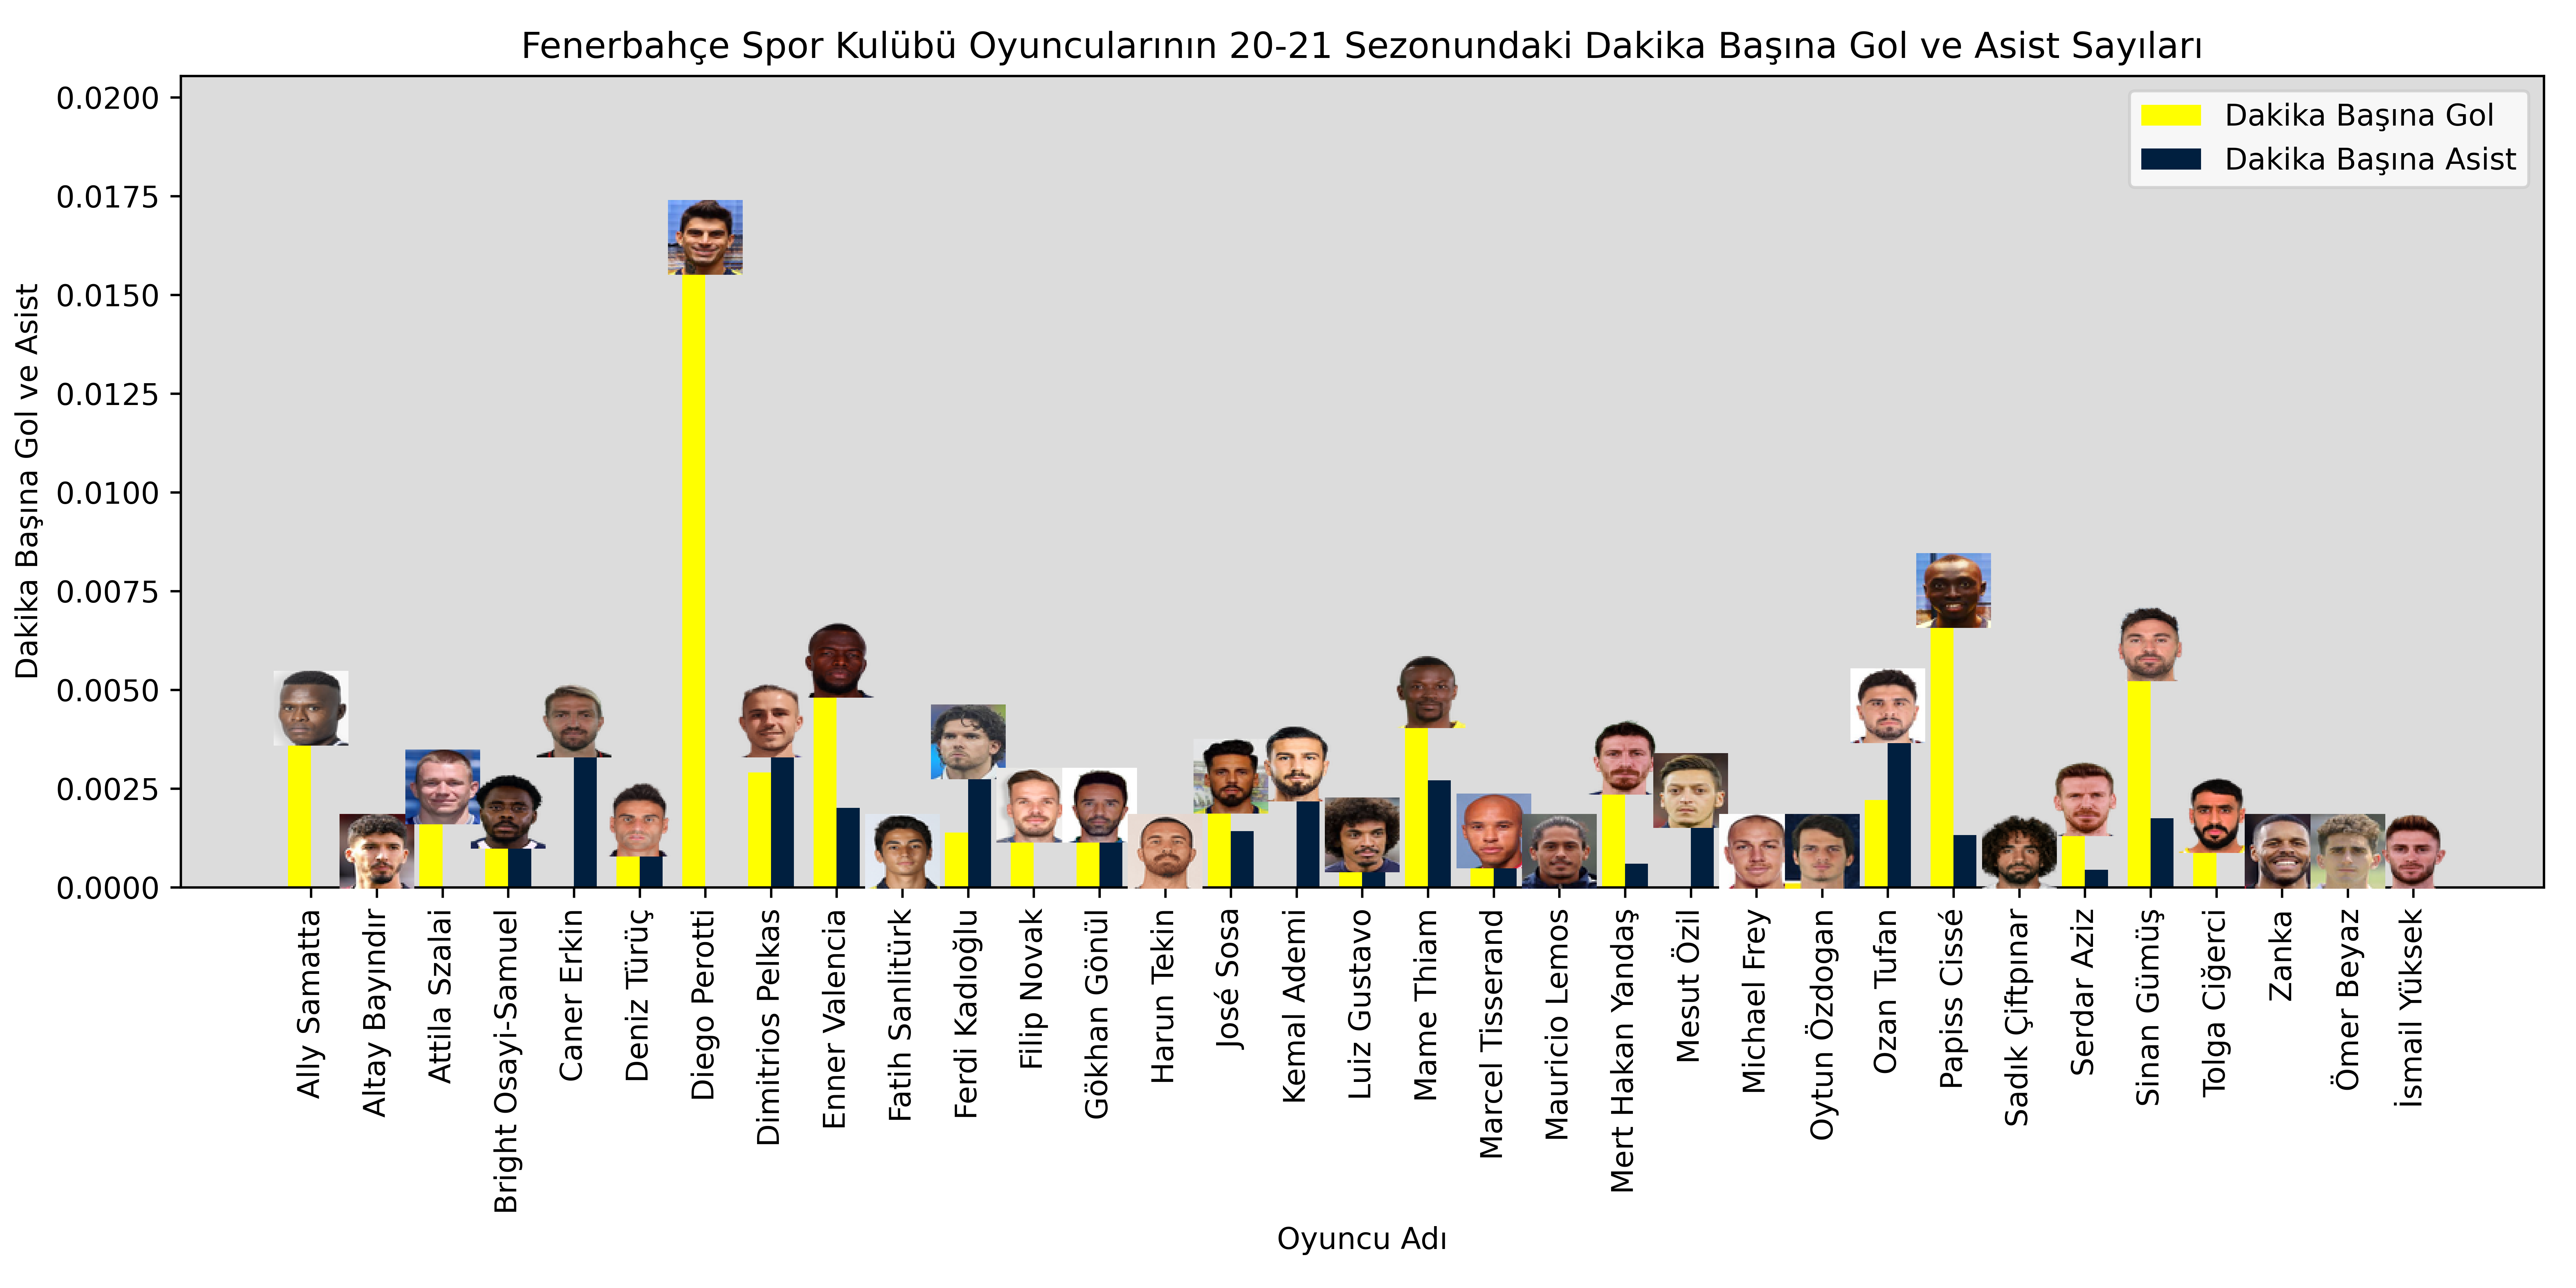 Fenerbahçe Spor Kulübü Oyuncularının 20-21 Sezonundaki Dakika Başına Gol ve Asist Sayıları
Dakika Başına Gol
Dakika Başına Asist
Dakika Başına Gol ve Asist
0.0200
0.0175
0.0150
0.0125
0.0100
0.0075
0.0050
0.0025
0.0000
Ally Samatta
Altay Bayındır
Attila Szalai
Bright Osayi-Samuel
Caner Erkin
Deniz Türüç
Diego Perotti
Dimitrios Pelkas
Enner Valencia
Fatih Sanlitürk
Ferdi Kadıoğlu
Filip Novak
Gökhan Gönül
Harun Tekin
José Sosa
Kemal Ademi
Luiz Gustavo
Mame Thiam
Marcel Tisserand
Mauricio Lemos
Mert Hakan Yandaş
Mesut Özil
Michael Frey
Oytun Özdogan
Ozan Tufan
Papiss Cissé
Sadık Çiftpınar
Serdar Aziz
Sinan Gümüş
Tolga Ciğerci
Zanka
Ömer Beyaz
İsmail Yüksek
Oyuncu Adı